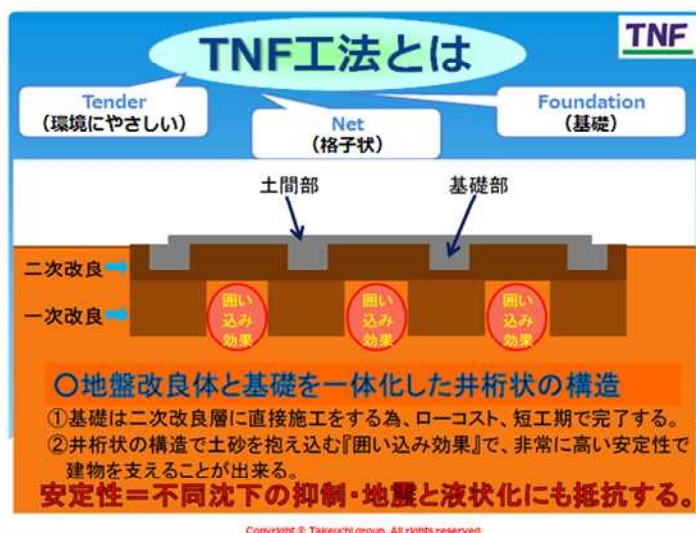 TNF工法とは
TNF
Tender
(環境にやさしい)
Net
(格子状)
Foundation
(基礎)
土間部
基礎部
二次改良
一次改良
囲い
込み
効果
囲い
込み
効果
囲い
込み
効果
〇地盤改良体と基礎を一体化した井桁状の構造
①基礎は二次改良層に直接施工をする為、ローコスト、短工期で完了する。
②井桁状の構造で土砂を抱え込む『囲い込み効果』で、非常に高い安定性で
建物を支えることが出来る。
安定性＝不同沈下の抑制・地震と液状化にも抵抗する。
Copyright © Takeuchi group. All rights reserved.